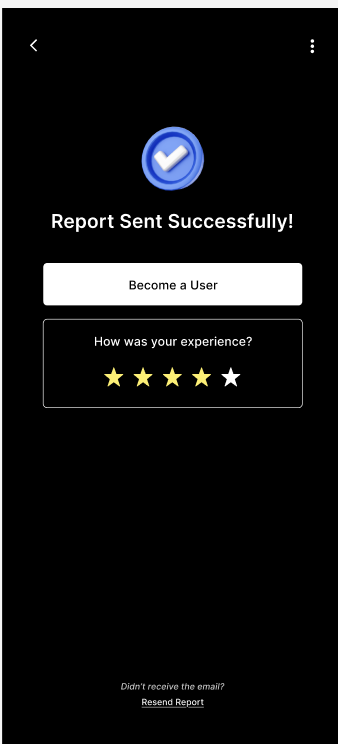 Report Sent Successfully!
Become a User
How was your experience?
Didn't receive the email?
Resend Report